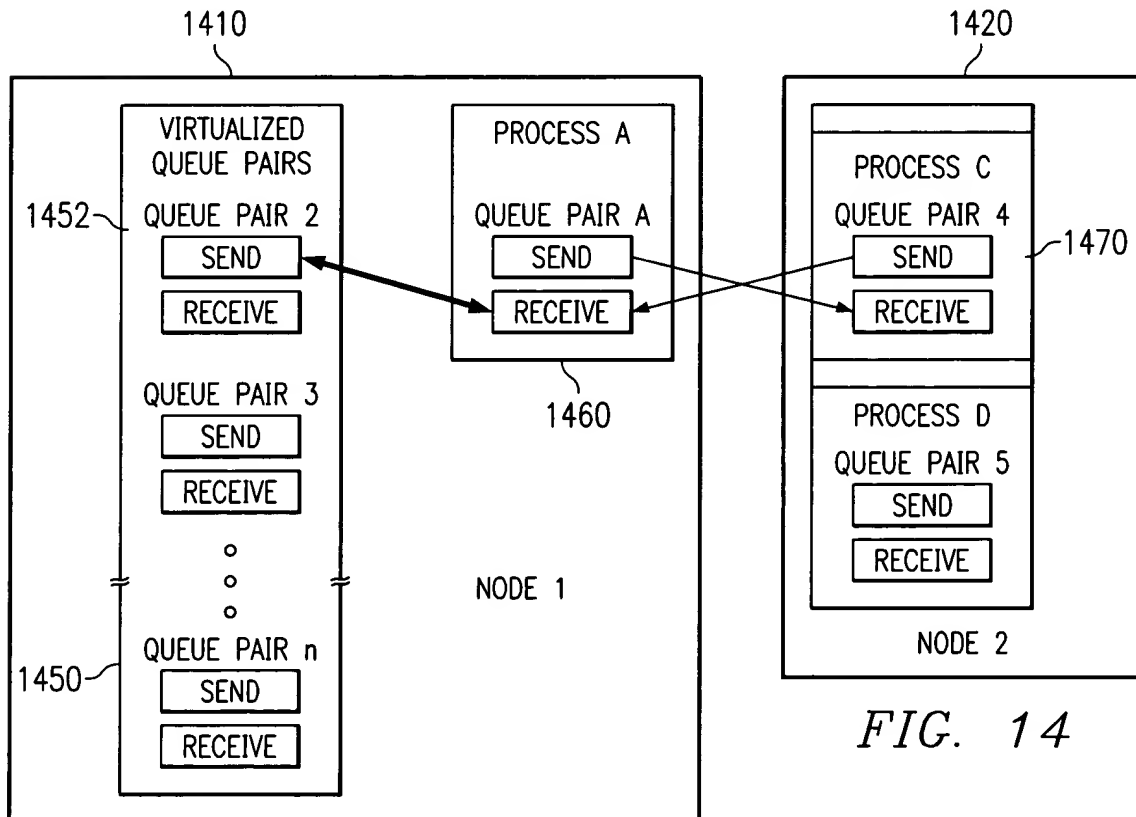 1410
1420
VIRTUALIZED
QUEUE PAIRS
1452
QUEUE PAIR 2
SEND
RECEIVE
QUEUE PAIR 3
SEND
RECEIVE
1450
QUEUE PAIR n
SEND
RECEIVE
PROCESS A
QUEUE PAIR A
SEND
RECEIVE
1460
NODE 1
PROCESS C
QUEUE PAIR 4
1470
SEND
RECEIVE
PROCESS D
QUEUE PAIR 5
SEND
RECEIVE
NODE 2
FIG. 14